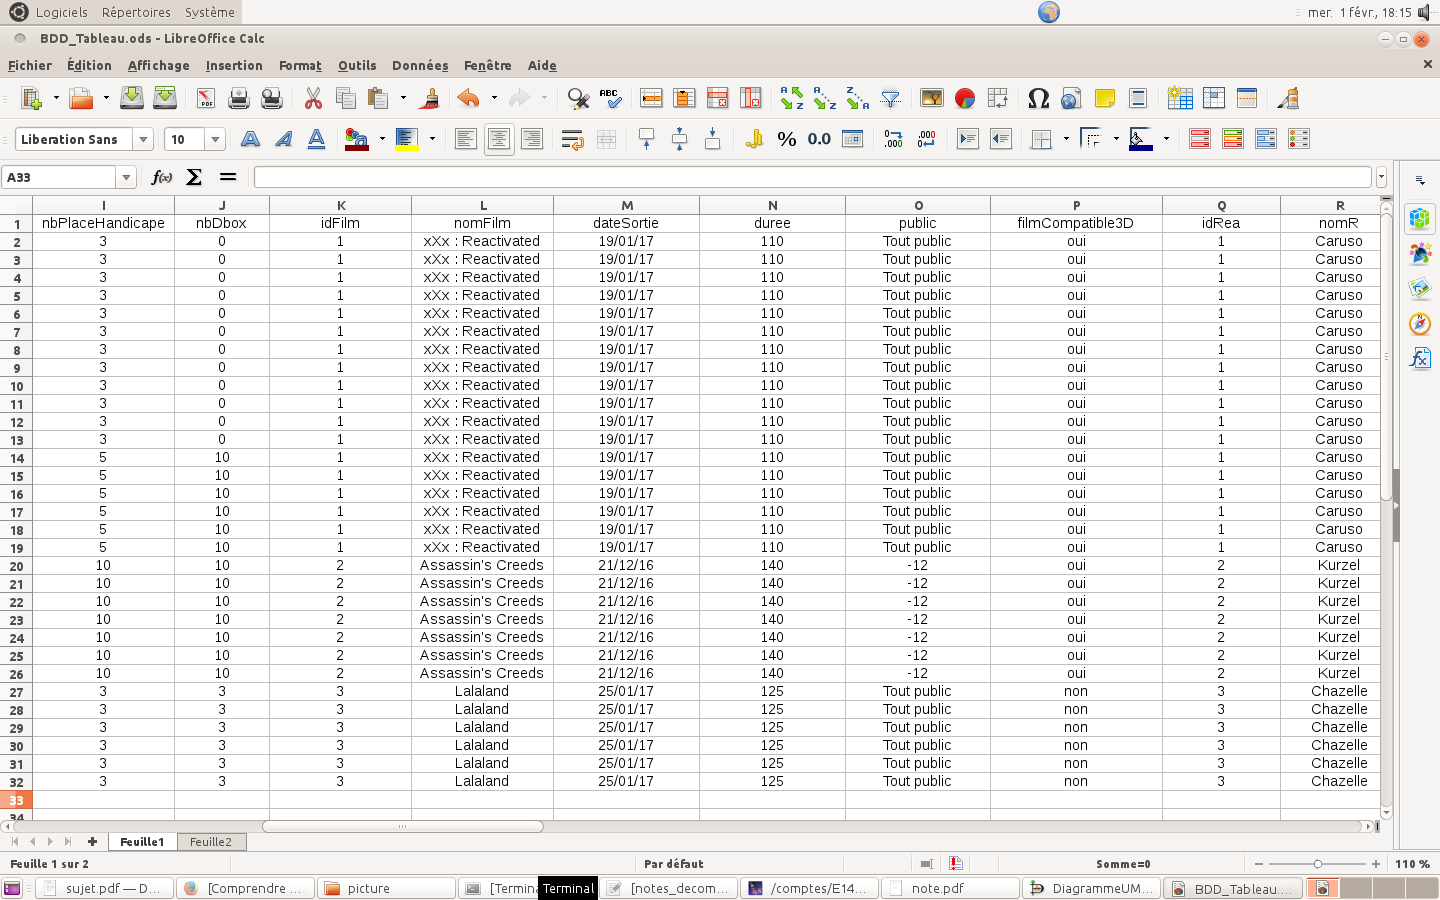 Logiciels Répertoires Système mer. 1 févr., 18:15
BDD_Tableau.ods - LibreOffice Calc
Fichier Édition Affichage Insertion Format Outils Données Fenêtre Aide
Liberation Sans 10 % 0.0
A33 f(x) Σ =
I J K L M N O P Q R
1 nbPlaceHandicape nbDbox idFilm nomFilm dateSortie duree public filmCompatible3D idRea nomR
2 3 0 1 xXx : Reactivated 19/01/17 110 Tout public oui 1 Caruso
3 3 0 1 xXx : Reactivated 19/01/17 110 Tout public oui 1 Caruso
4 3 0 1 xXx : Reactivated 19/01/17 110 Tout public oui 1 Caruso
5 3 0 1 xXx : Reactivated 19/01/17 110 Tout public oui 1 Caruso
6 3 0 1 xXx : Reactivated 19/01/17 110 Tout public oui 1 Caruso
7 3 0 1 xXx : Reactivated 19/01/17 110 Tout public oui 1 Caruso
8 3 0 1 xXx : Reactivated 19/01/17 110 Tout public oui 1 Caruso
9 3 0 1 xXx : Reactivated 19/01/17 110 Tout public oui 1 Caruso
10 3 0 1 xXx : Reactivated 19/01/17 110 Tout public oui 1 Caruso
11 3 0 1 xXx : Reactivated 19/01/17 110 Tout public oui 1 Caruso
12 3 0 1 xXx : Reactivated 19/01/17 110 Tout public oui 1 Caruso
13 3 0 1 xXx : Reactivated 19/01/17 110 Tout public oui 1 Caruso
14 5 10 1 xXx : Reactivated 19/01/17 110 Tout public oui 1 Caruso
15 5 10 1 xXx : Reactivated 19/01/17 110 Tout public oui 1 Caruso
16 5 10 1 xXx : Reactivated 19/01/17 110 Tout public oui 1 Caruso
17 5 10 1 xXx : Reactivated 19/01/17 110 Tout public oui 1 Caruso
18 5 10 1 xXx : Reactivated 19/01/17 110 Tout public oui 1 Caruso
19 5 10 1 xXx : Reactivated 19/01/17 110 Tout public oui 1 Caruso
20 10 10 2 Assassin's Creeds 21/12/16 140 -12 oui 2 Kurzel
21 10 10 2 Assassin's Creeds 21/12/16 140 -12 oui 2 Kurzel
22 10 10 2 Assassin's Creeds 21/12/16 140 -12 oui 2 Kurzel
23 10 10 2 Assassin's Creeds 21/12/16 140 -12 oui 2 Kurzel
24 10 10 2 Assassin's Creeds 21/12/16 140 -12 oui 2 Kurzel
25 10 10 2 Assassin's Creeds 21/12/16 140 -12 oui 2 Kurzel
26 10 10 2 Assassin's Creeds 21/12/16 140 -12 oui 2 Kurzel
27 3 3 3 Lalaland 25/01/17 125 Tout public non 3 Chazelle
28 3 3 3 Lalaland 25/01/17 125 Tout public non 3 Chazelle
29 3 3 3 Lalaland 25/01/17 125 Tout public non 3 Chazelle
30 3 3 3 Lalaland 25/01/17 125 Tout public non 3 Chazelle
31 3 3 3 Lalaland 25/01/17 125 Tout public non 3 Chazelle
32 3 3 3 Lalaland 25/01/17 125 Tout public non 3 Chazelle
33
34
Feuille1 Feuille2
Feuille 1 sur 2 Par défaut Somme=0 110 %
sujet.pdf — D... [Comprendre ... picture [Termina Terminal [notes_decom... /comptes/E14... note.pdf DiagrammeUM... BDD_Tableau....